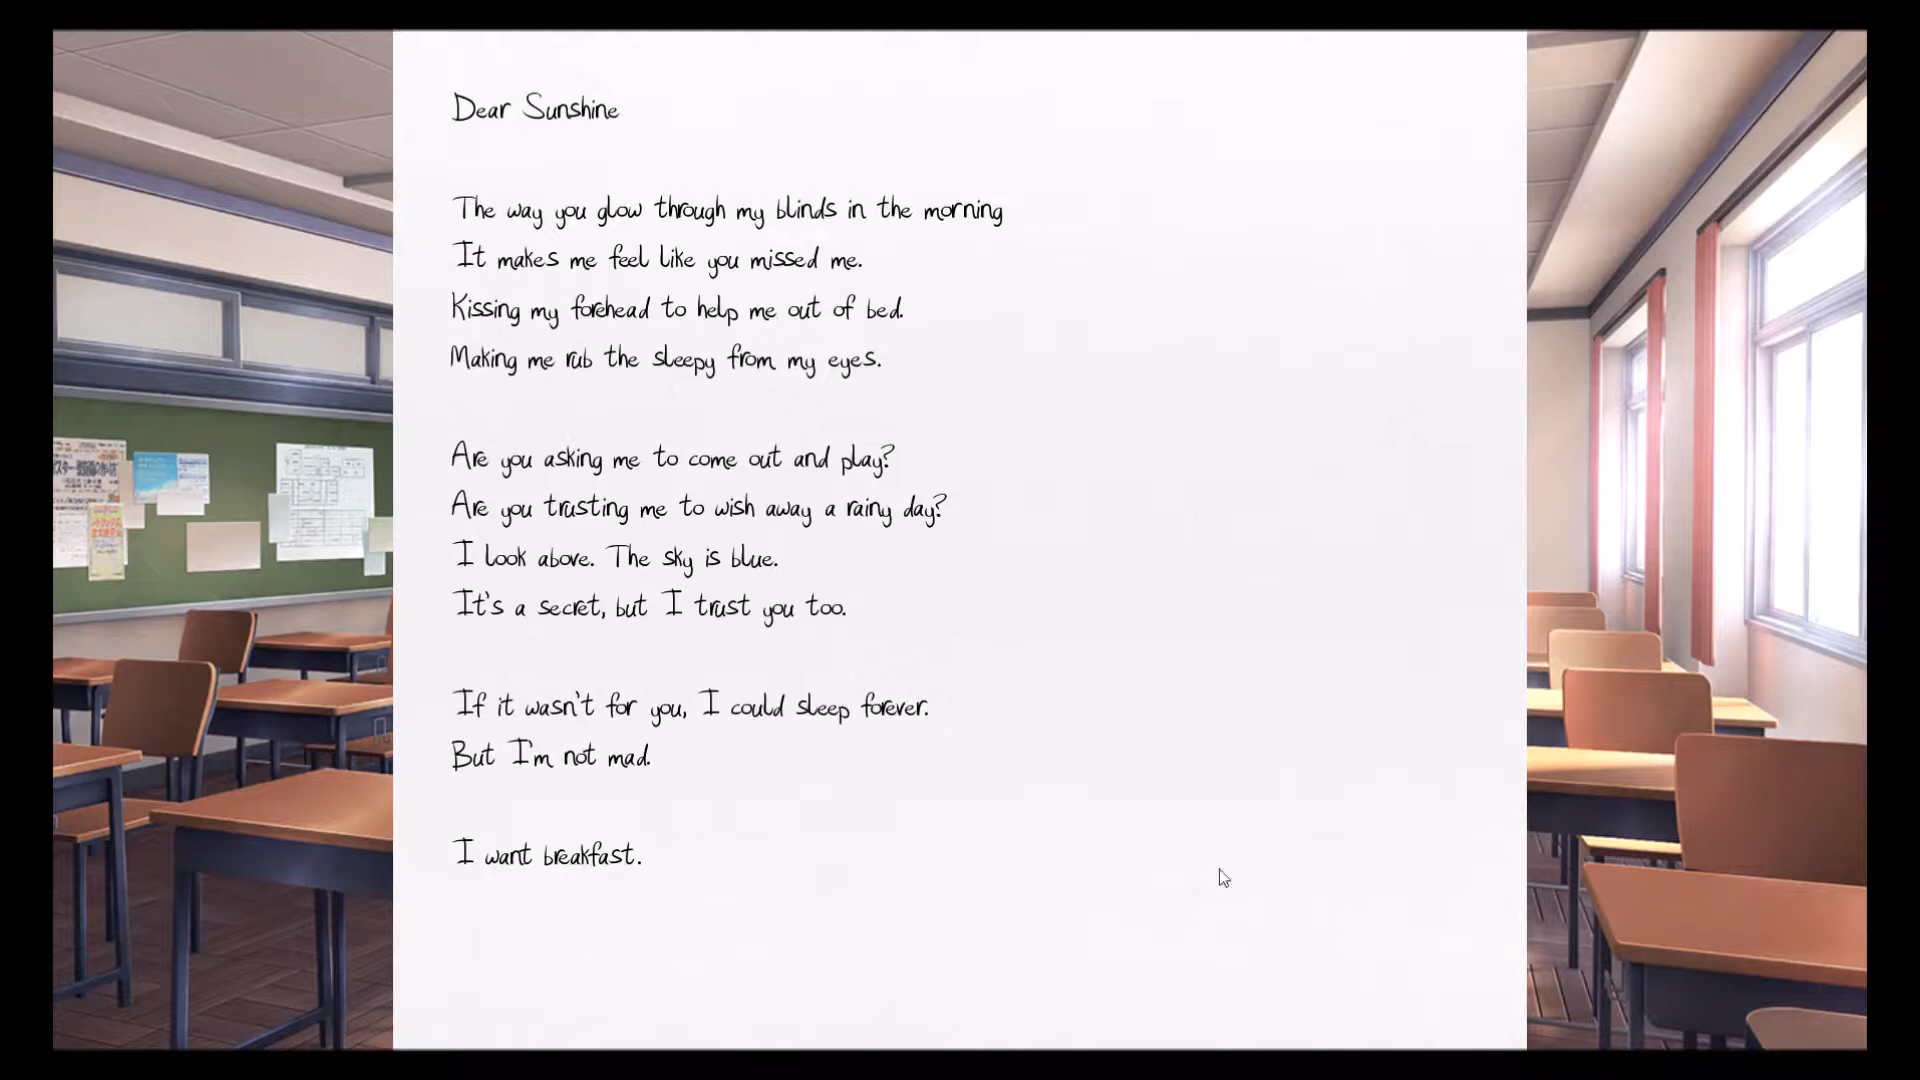 Dear Sunshine
The way you glow through my blinds in the morning
It makes me feel like you missed me.
Kissing my forehead to help me out of bed.
Making me rub the sleepy from my eyes.
Are you asking me to come out and play?
Are you trusting me to wish away a rainy day?
I look above. The sky is blue.
It's a secret, but I trust you too.
If it wasn't for you, I could sleep forever.
But I'm not mad.
I want breakfast.